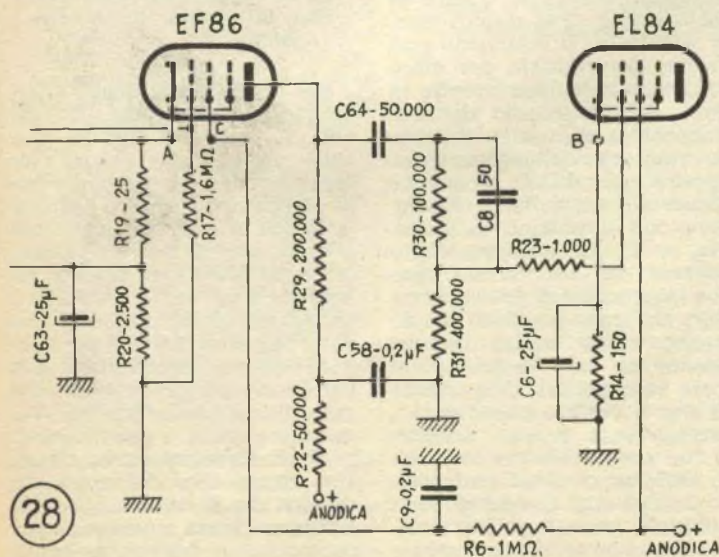 EF86
EL84
C64-50.000
A
C
B
R19-25
R17-1,6MΩ
R29-200.000
R30-100.000
C8
50
R23-1.000
C63-25µF
R20-2.500
C58-0,2µF
R31-400.000
C6-25µF
R14-150
R22-50.000
C9-0,2µF
+
ANODICA
R6-1MΩ.
+
ANODICA
28